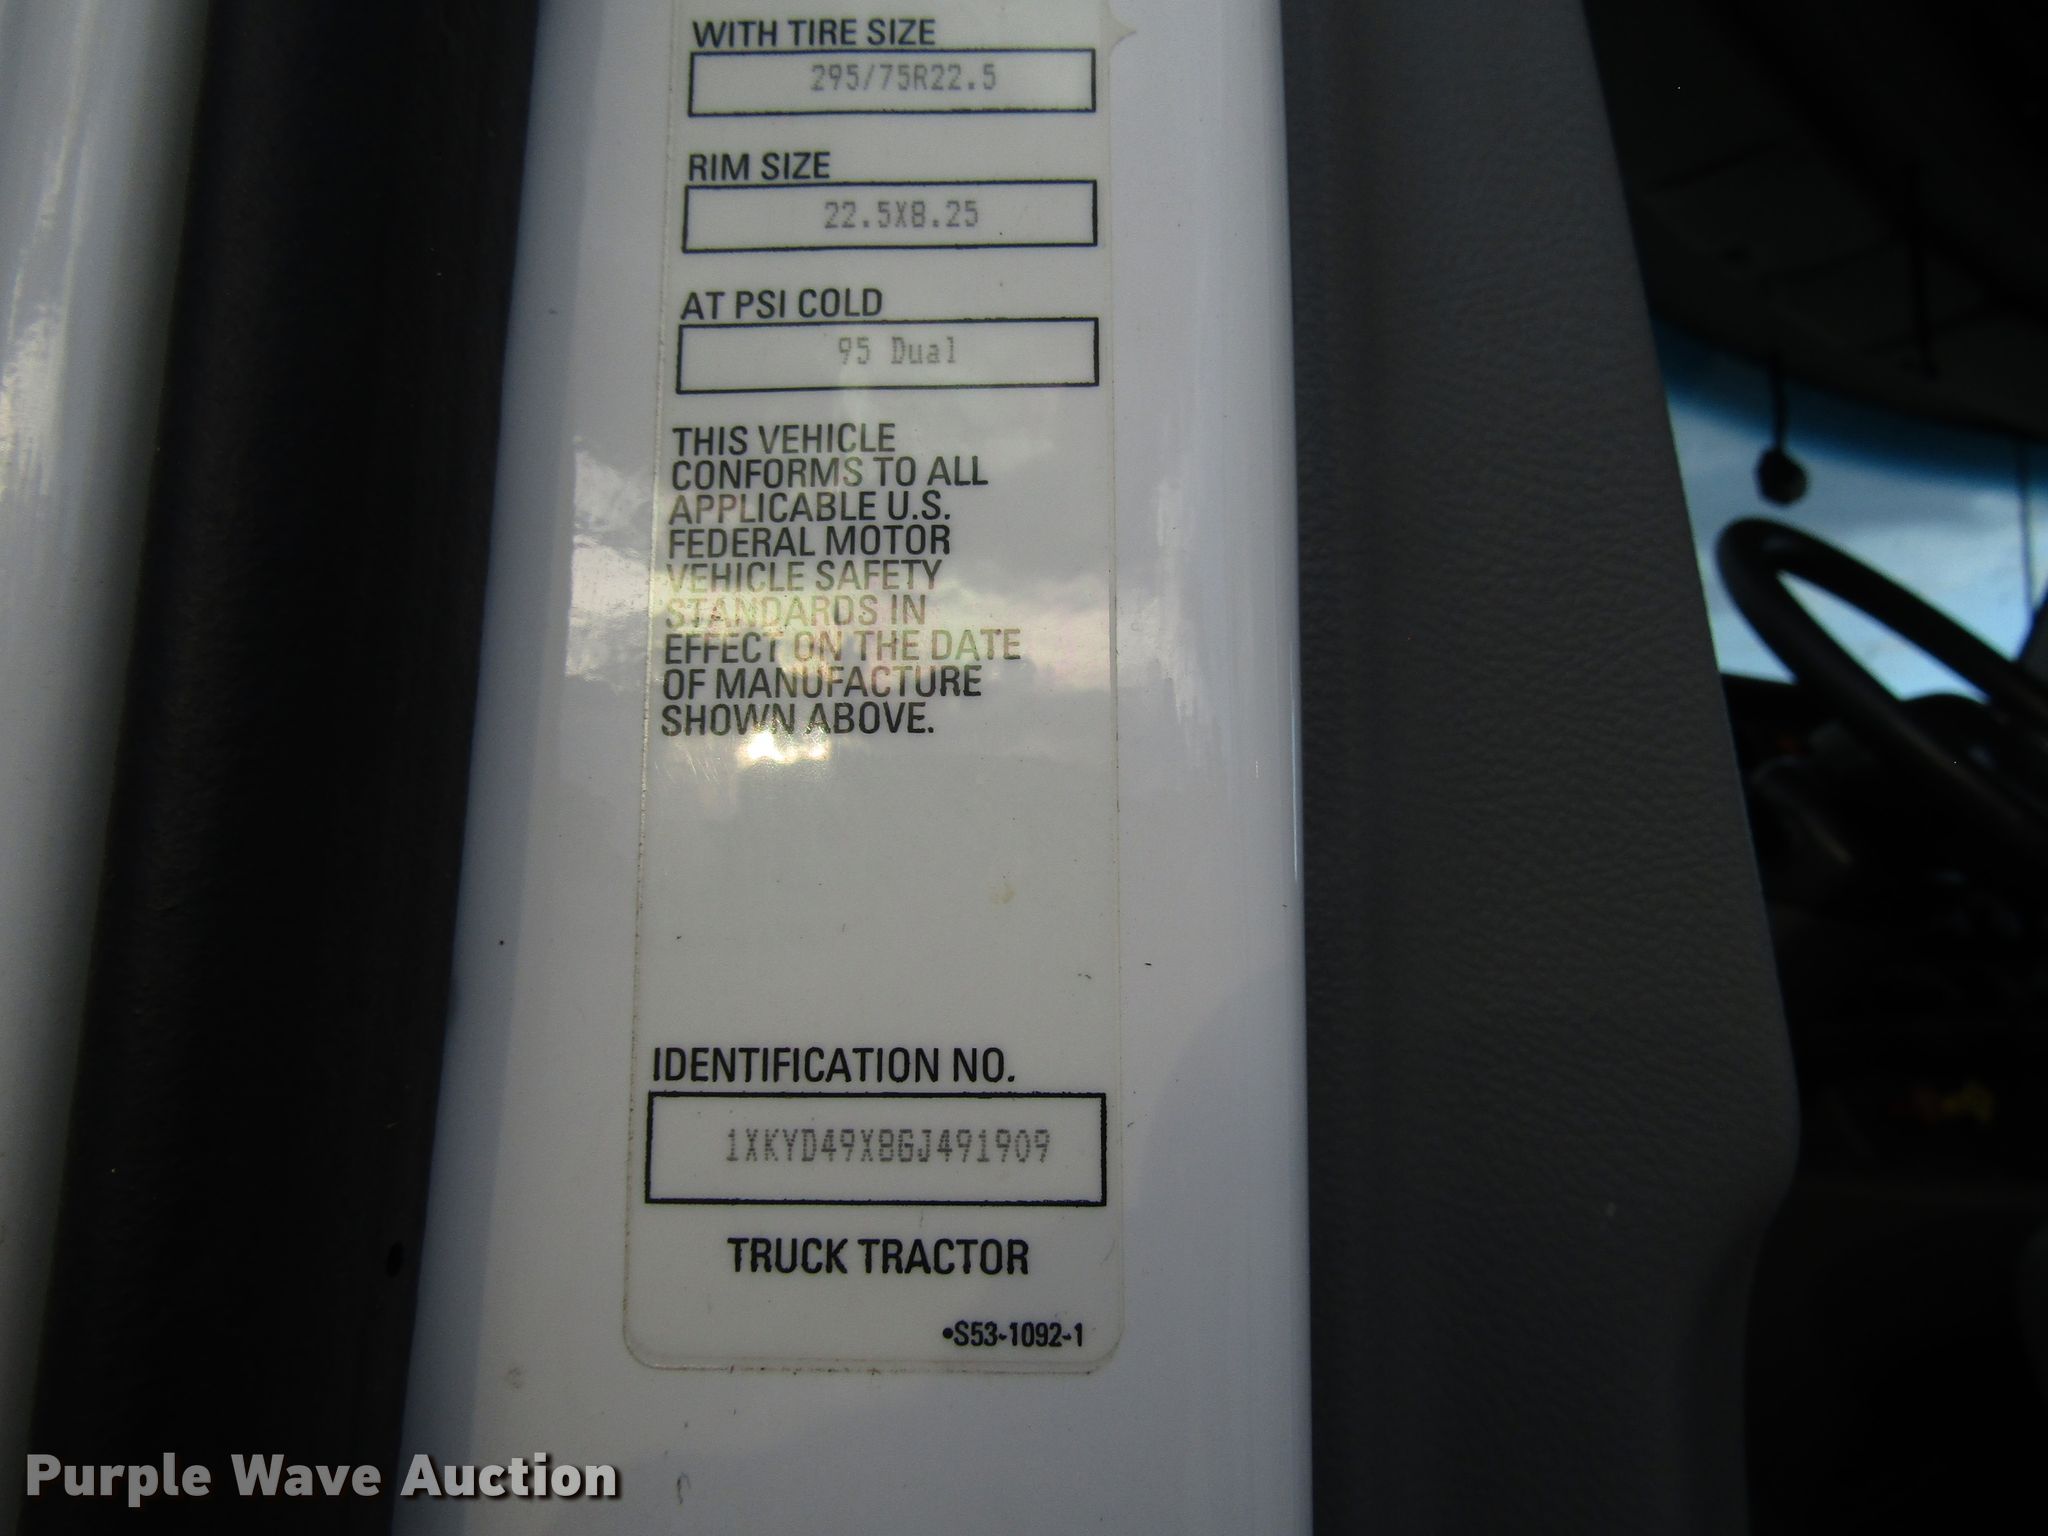 WITH TIRE SIZE
295/75R22.5
RIM SIZE
22.5X8.25
AT PSI COLD
95 Dual
THIS VEHICLE
CONFORMS TO ALL
APPLICABLE U.S.
FEDERAL MOTOR
VEHICLE SAFETY
STANDARDS IN
EFFECT ON THE DATE
OF MANUFACTURE
SHOWN ABOVE.
IDENTIFICATION NO.
1XKYD49X8GJ491909
TRUCK TRACTOR
•S53-1092-1
Purple Wave Auction